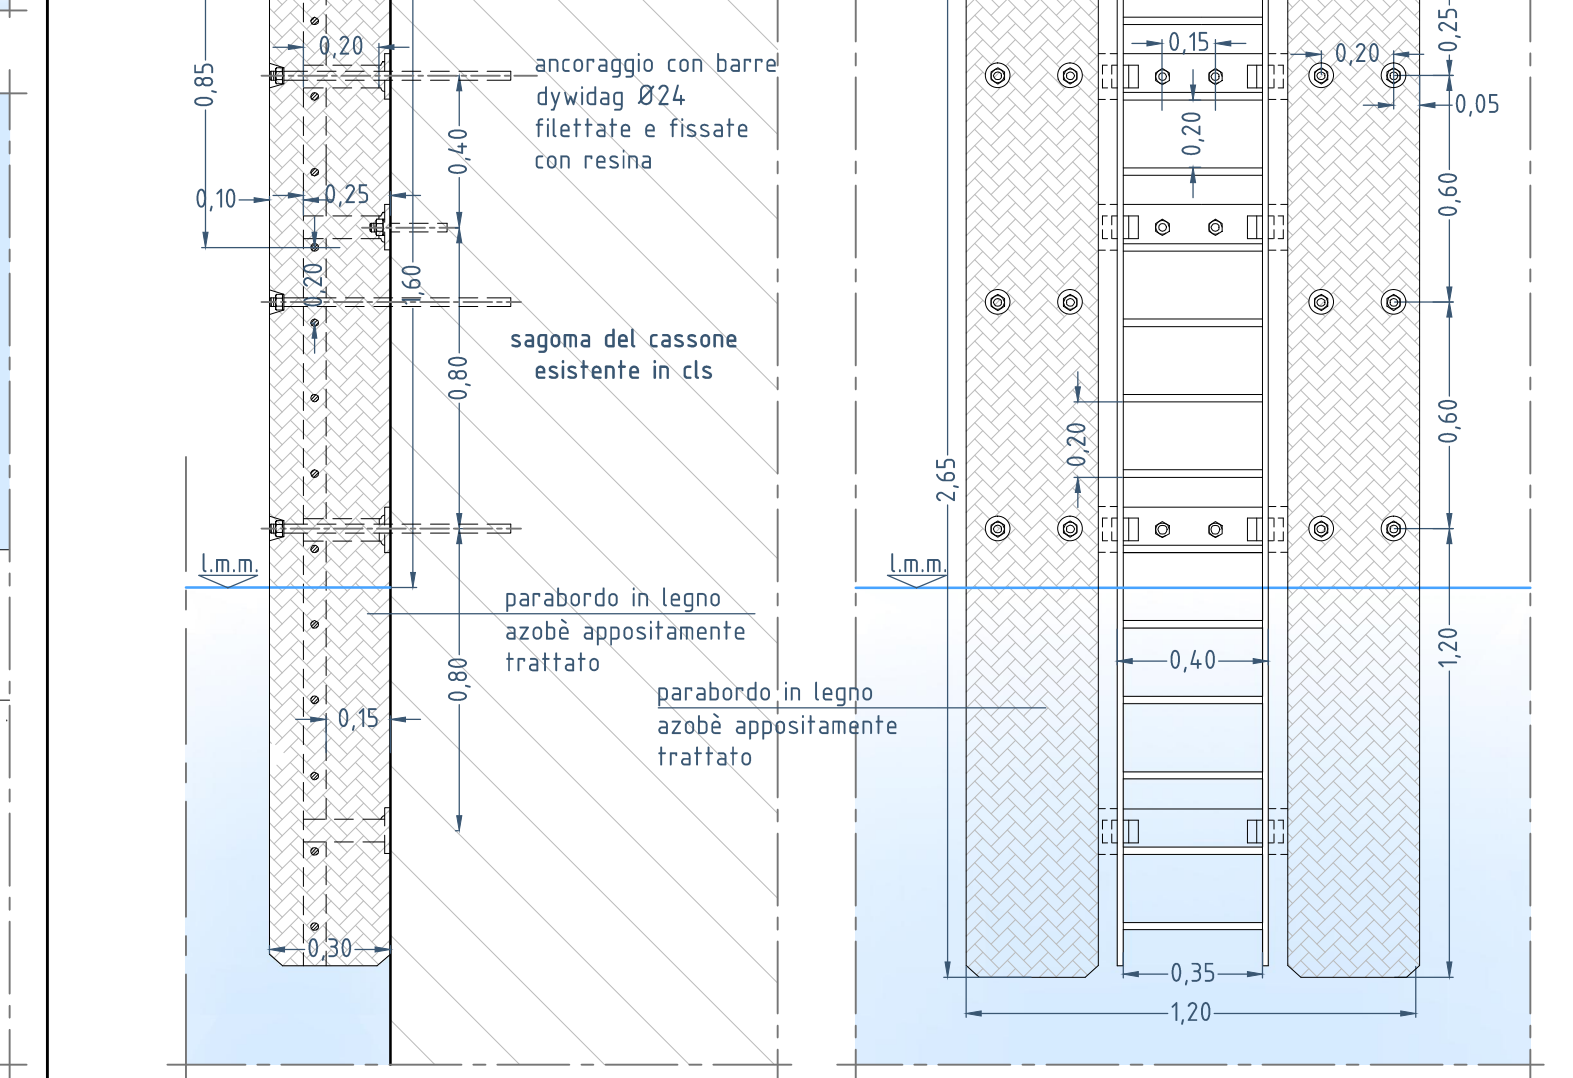 0,20
0,85
ancoraggio con barre
dywidag Ø24
filettate e fissate
con resina
0,40
0,10
0,25
0,20
1,60
sagoma del cassone
esistente in cls
0,80
l.m.m.
parabordo in legno
azobè appositamente
trattato
0,80
0,15
0,30
0,25
0,15
0,20
0,05
0,20
0,60
0,60
0,20
2,65
l.m.m.
0,40
1,20
parabordo in legno
azobè appositamente
trattato
0,35
1,20